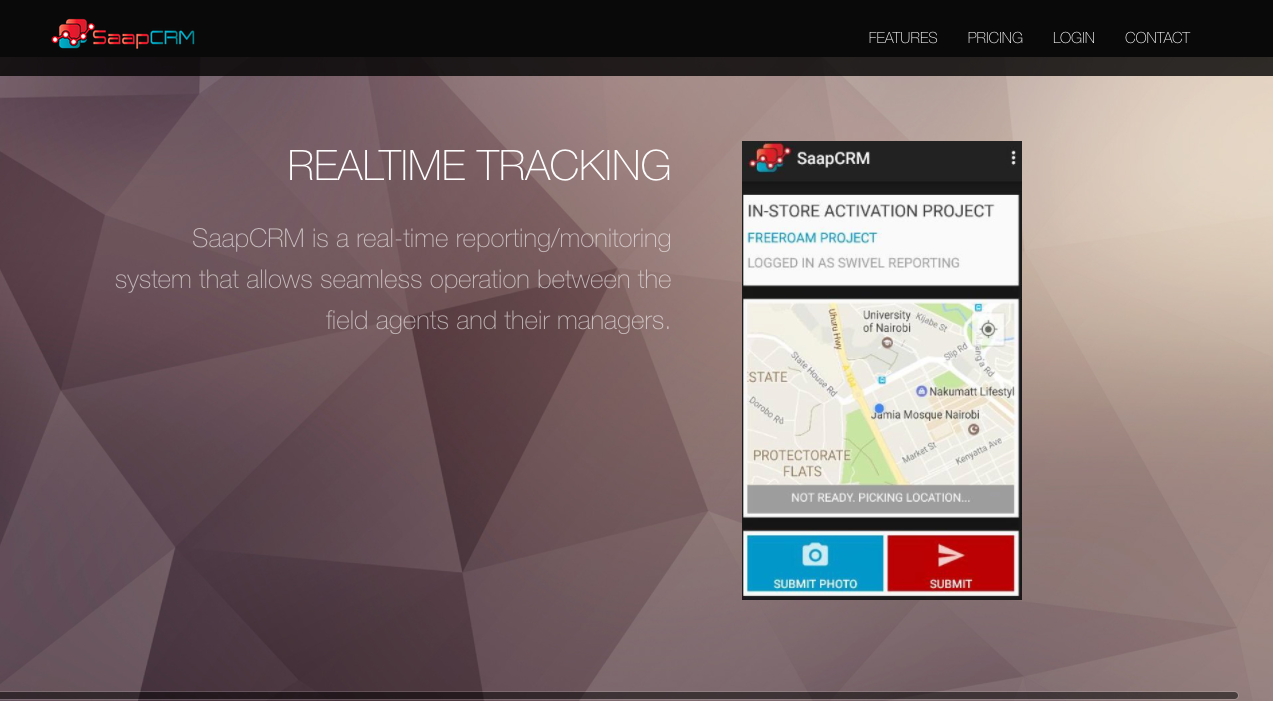 SaapCRM
FEATURES
PRICING
LOGIN
CONTACT
REALTIME TRACKING
SaapCRM is a real-time reporting/monitoring
system that allows seamless operation between the
field agents and their managers.
SaapCRM
IN-STORE ACTIVATION PROJECT
FREEROAM PROJECT
LOGGED IN AS SWIVEL REPORTING
Uhuru Hwy
University
of Nairobi
Kijabe St
Slip Rd
State House Rd
A 104
ESTATE
Dorobo Rd
Nakumatt Lifestyl
Jamia Mosque Nairobi
Market St
Kenyatta Ave
PROTECTORATE
FLATS
NOT READY. PICKING LOCATION...
SUBMIT PHOTO
SUBMIT